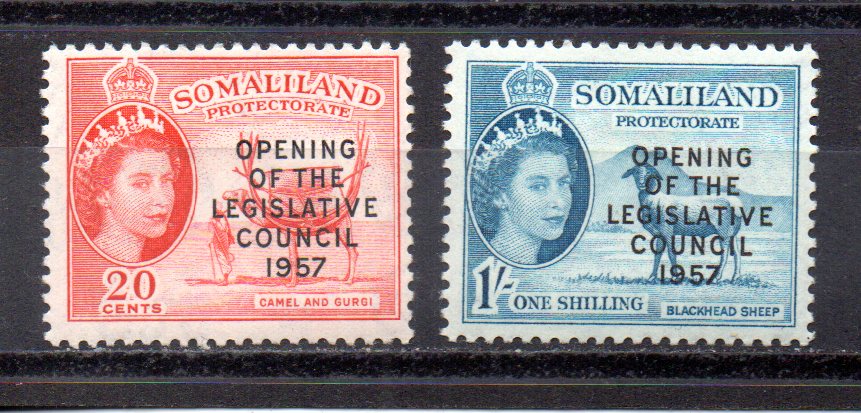 SOMALILAND
PROTECTORATE
OPENING
OF THE
LEGISLATIVE
COUNCIL
1957
20
CENTS
CAMEL AND GURGI
SOMALILAND
PROTECTORATE
OPENING
OF THE
LEGISLATIVE
COUNCIL
1957
1/- ONE SHILLING
BLACKHEAD SHEEP